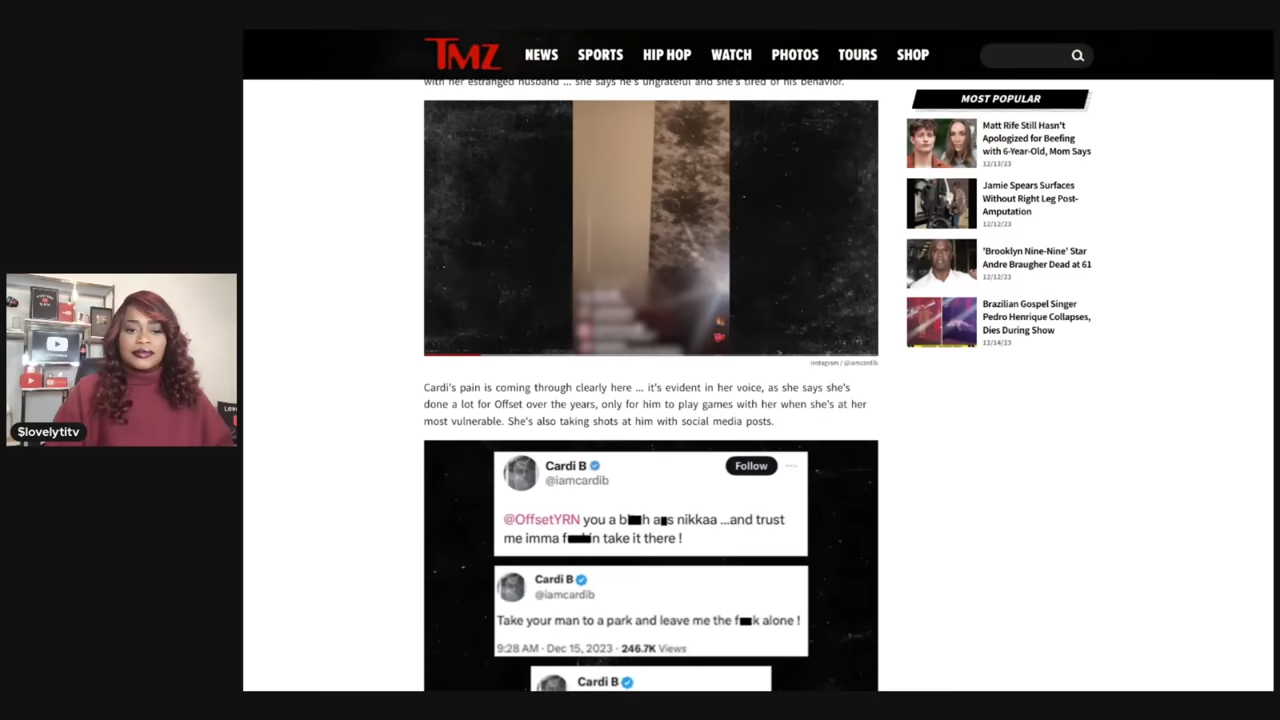 TMZ NEWS SPORTS HIP HOP WATCH PHOTOS TOURS SHOP
with her estranged husband ... she says he's ungrateful and she's tired of his behavior.
Instagram / @iamcardib
Cardi's pain is coming through clearly here ... it's evident in her voice, as she says she's
done a lot for Offset over the years, only for him to play games with her when she's at her
most vulnerable. She's also taking shots at him with social media posts.
Cardi B
@iamcardib
Follow
@OffsetYRN you a b h a s nikkaa ...and trust
me imma f in take it there !
Cardi B
@iamcardib
Take your man to a park and leave me the f k alone !
9:28 AM · Dec 15, 2023 · 246.7K Views
Cardi B
MOST POPULAR
Matt Rife Still Hasn't
Apologized for Beefing
with 6-Year-Old, Mom Says
12/13/23
Jamie Spears Surfaces
Without Right Leg Post-
Amputation
12/12/23
'Brooklyn Nine-Nine' Star
Andre Braugher Dead at 61
12/12/23
Brazilian Gospel Singer
Pedro Henrique Collapses,
Dies During Show
12/14/23
$lovelytitv